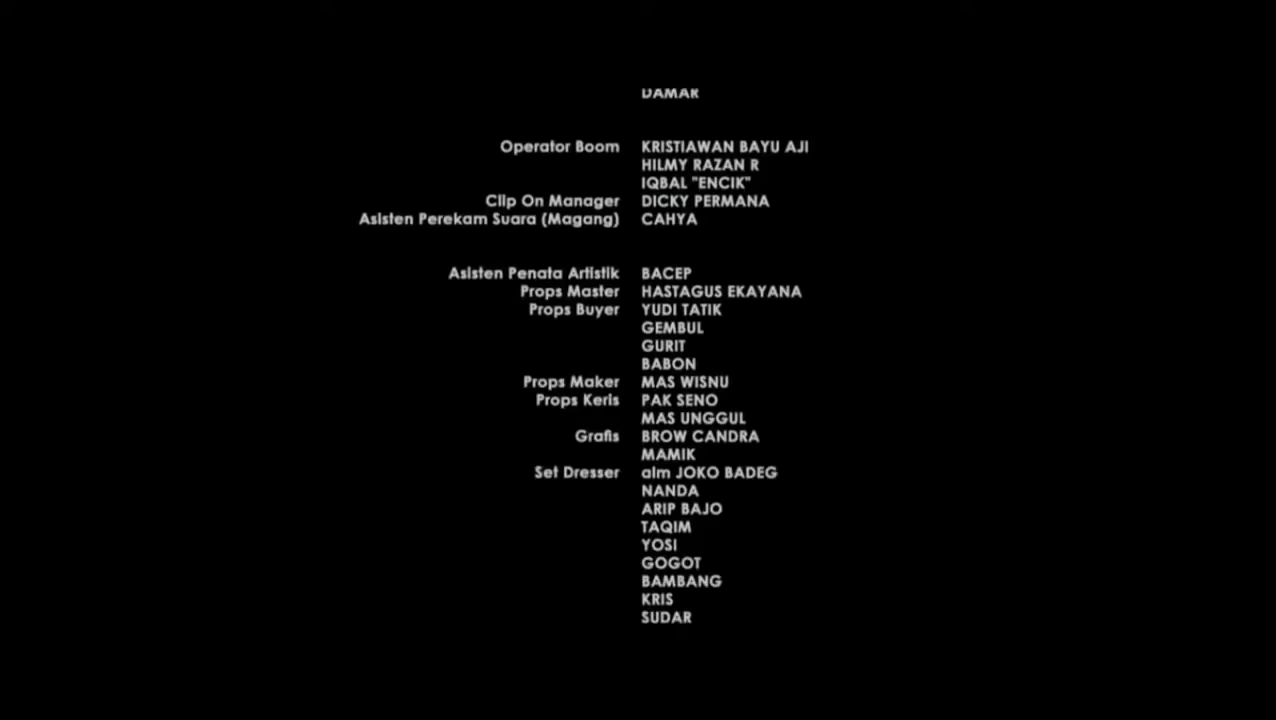 DAMAR
Operator Boom KRISTIAWAN BAYU AJI
HILMY RAZAN R
IQBAL "ENCIK"
Clip On Manager DICKY PERMANA
Asisten Perekam Suara (Magang) CAHYA
Asisten Penata Artistik BACEP
Props Master HASTAGUS EKAYANA
Props Buyer YUDI TATIK
GEMBUL
GURIT
BABON
Props Maker MAS WISNU
Props Keris PAK SENO
MAS UNGGUL
Grafis BROW CANDRA
MAMIK
Set Dresser alm JOKO BADEG
NANDA
ARIP BAJO
TAQIM
YOSI
GOGOT
BAMBANG
KRIS
SUDAR